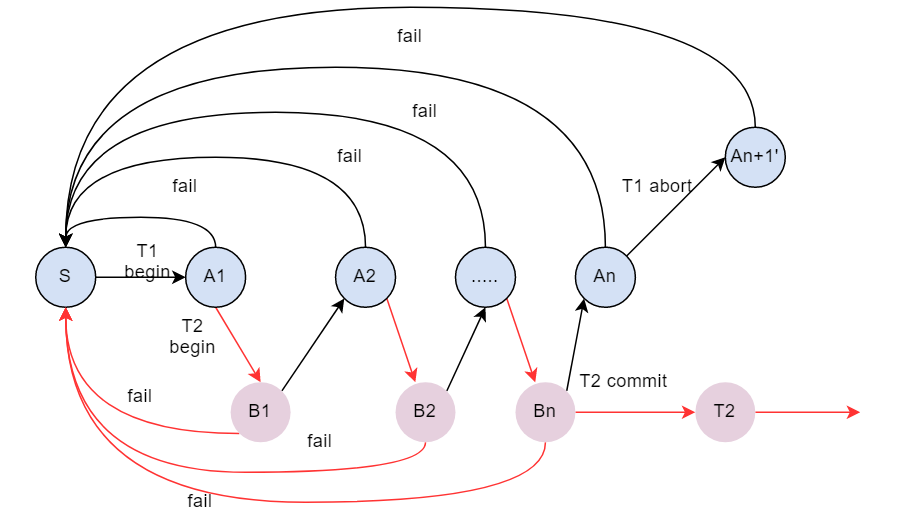 fail
fail
An+1'
fail
T1 abort
fail
T1
begin
S
A1
A2
.....
An
T2
begin
T2 commit
fail
B1
B2
Bn
T2
fail
fail